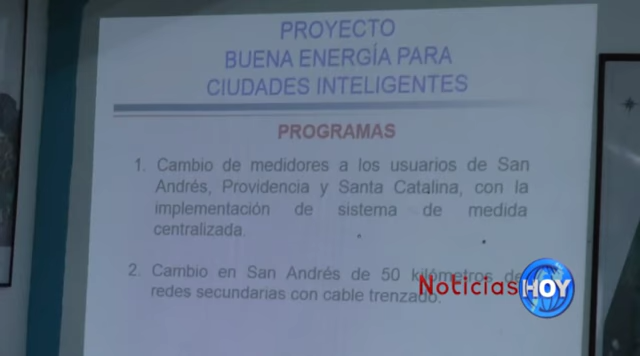 PROYECTO
BUENA ENERGÍA PARA
CIUDADES INTELIGENTES
PROGRAMAS
1. Cambio de medidores a los usuarios de San
Andrés, Providencia y Santa Catalina, con la
implementación de sistema de medida
centralizada.
2. Cambio en San Andrés de 50 kilómetros de
redes secundarias con cable trenzado.
Noticias HOY